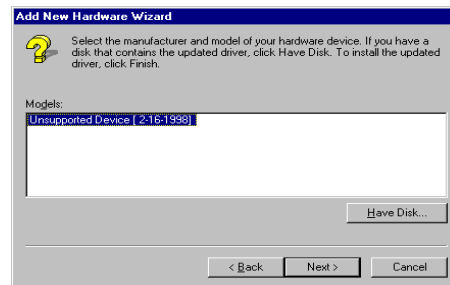 Add New Hardware Wizard
Select the manufacturer and model of your hardware device. If you have a
disk that contains the updated driver, click Have Disk. To install the updated
driver, click Finish.
Models:
Unsupported Device [ 2-16-1998]
Have Disk...
< Back Next > Cancel